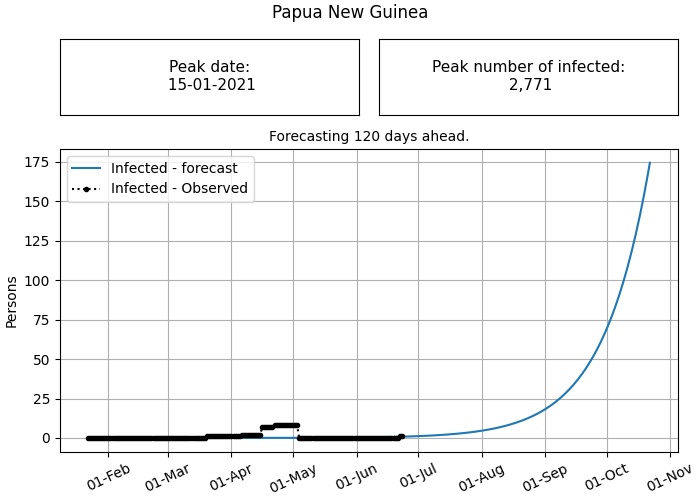 Papua New Guinea
Peak date:
15-01-2021
Peak number of infected:
2,771
Forecasting 120 days ahead.
Infected - forecast
Infected - Observed
Persons
175
150
125
100
75
50
25
0
01-Feb
01-Mar
01-Apr
01-May
01-Jun
01-Jul
01-Aug
01-Sep
01-Oct
01-Nov